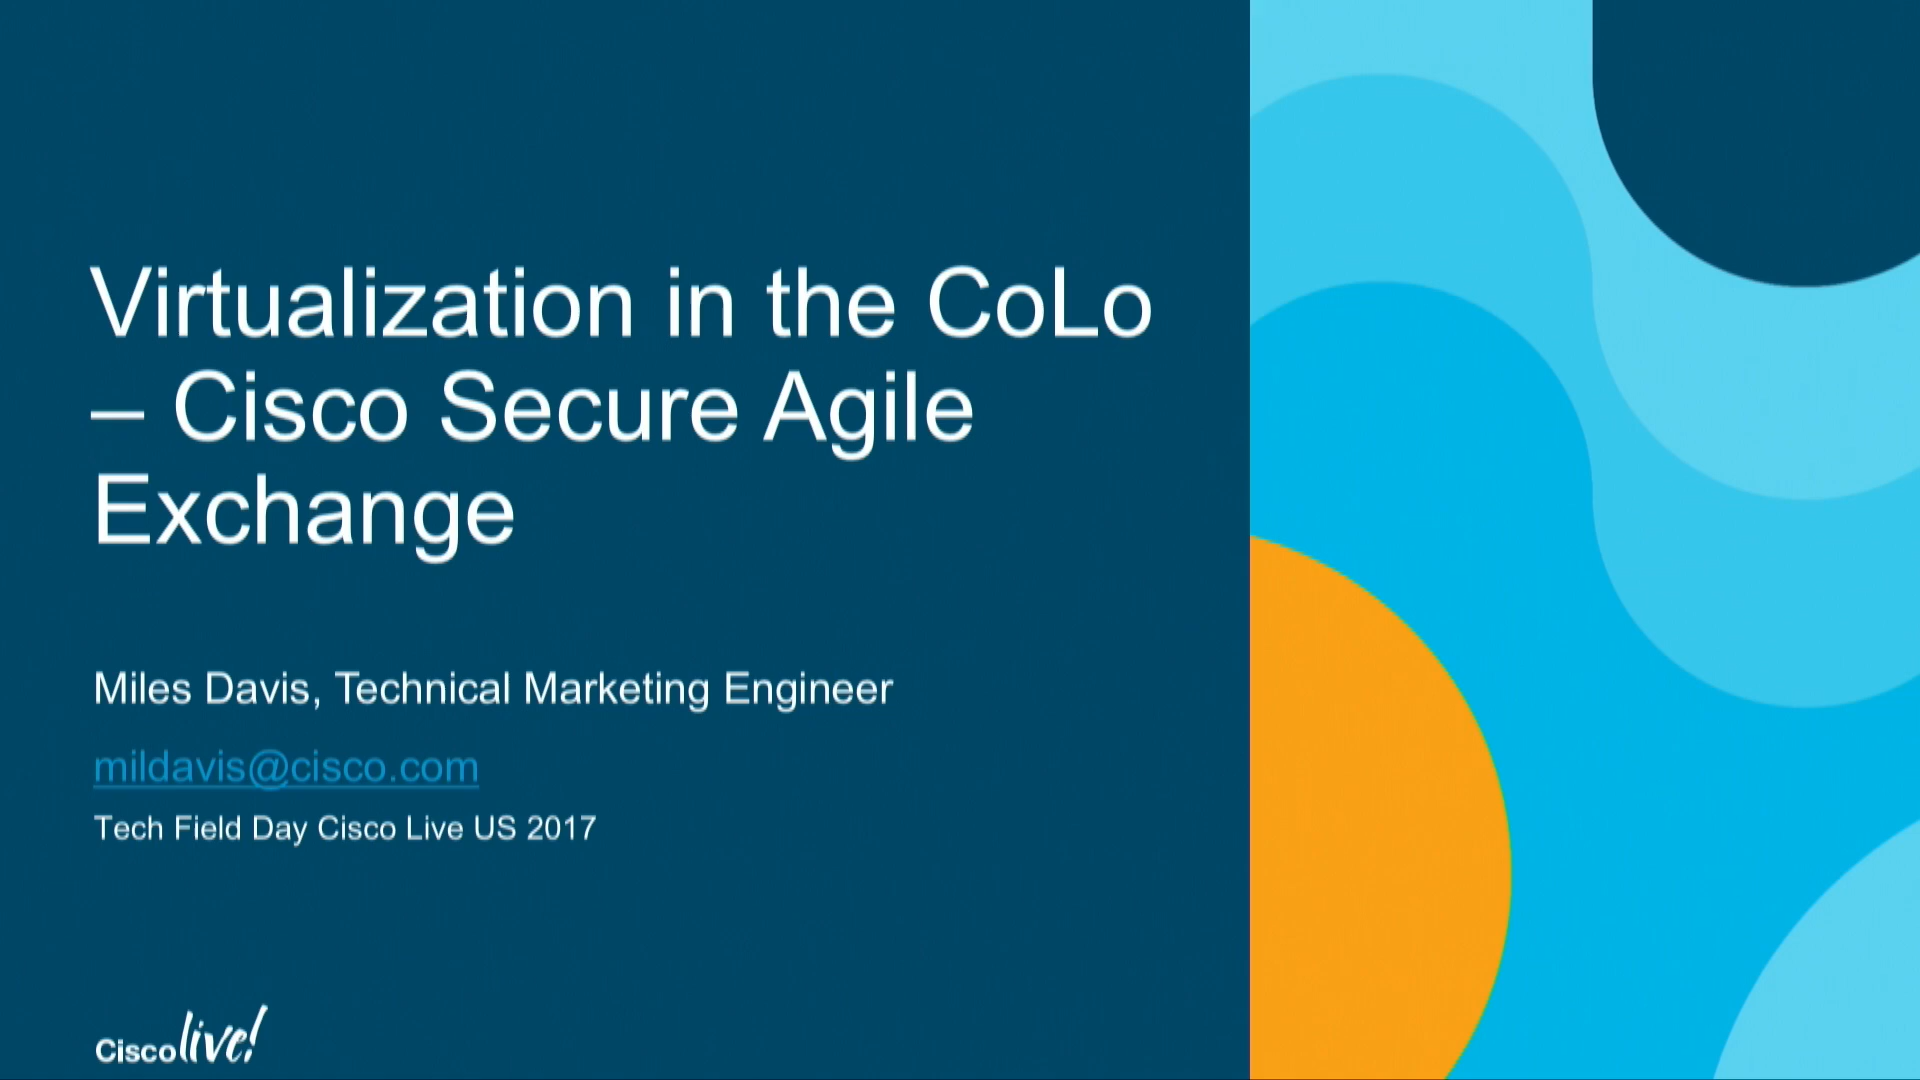 Virtualization in the CoLo
– Cisco Secure Agile
Exchange
Miles Davis, Technical Marketing Engineer
mildavis@cisco.com
Tech Field Day Cisco Live US 2017
Cisco live!